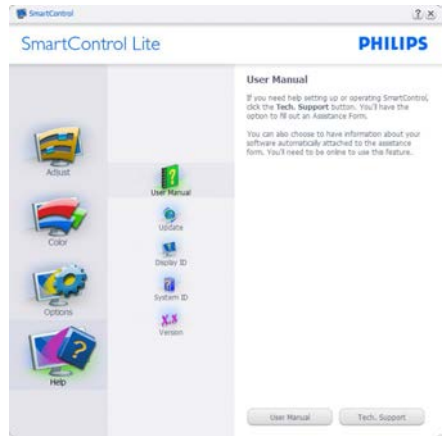 SmartControl
SmartControl Lite
PHILIPS
Adjust
Color
Options
Help
User Manual
Update
Display ID
System ID
Version
User Manual
If you need help setting up or operating SmartControl,
click the Tech. Support button. You'll have the
option to fill out an Assistance Form.
You can also choose to have information about your
software automatically attached to the assistance
form. You'll need to be online to use this feature.
User Manual
Tech. Support